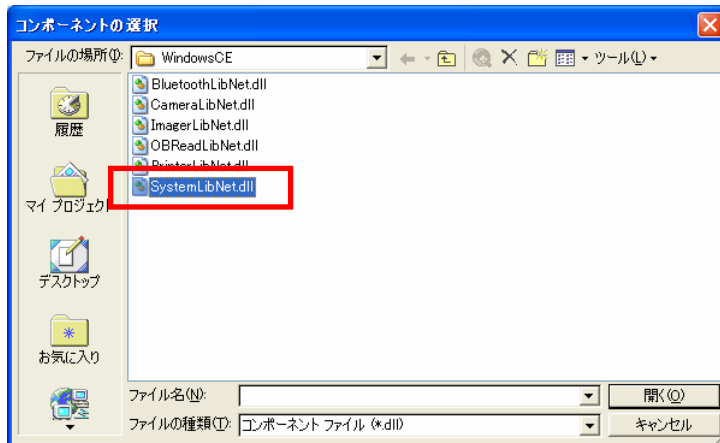 コンポーネントの選択
ファイルの場所(I):
WindowsCE
ツール(L)
履歴
マイ プロジェクト
デスクトップ
お気に入り
BluetoothLibNet.dll
CameraLibNet.dll
ImagerLibNet.dll
OBReadLibNet.dll
PrinterLibNet.dll
SystemLibNet.dll
ファイル名(N):
開く(O)
ファイルの種類(T):
コンポーネント ファイル (*.dll)
キャンセル